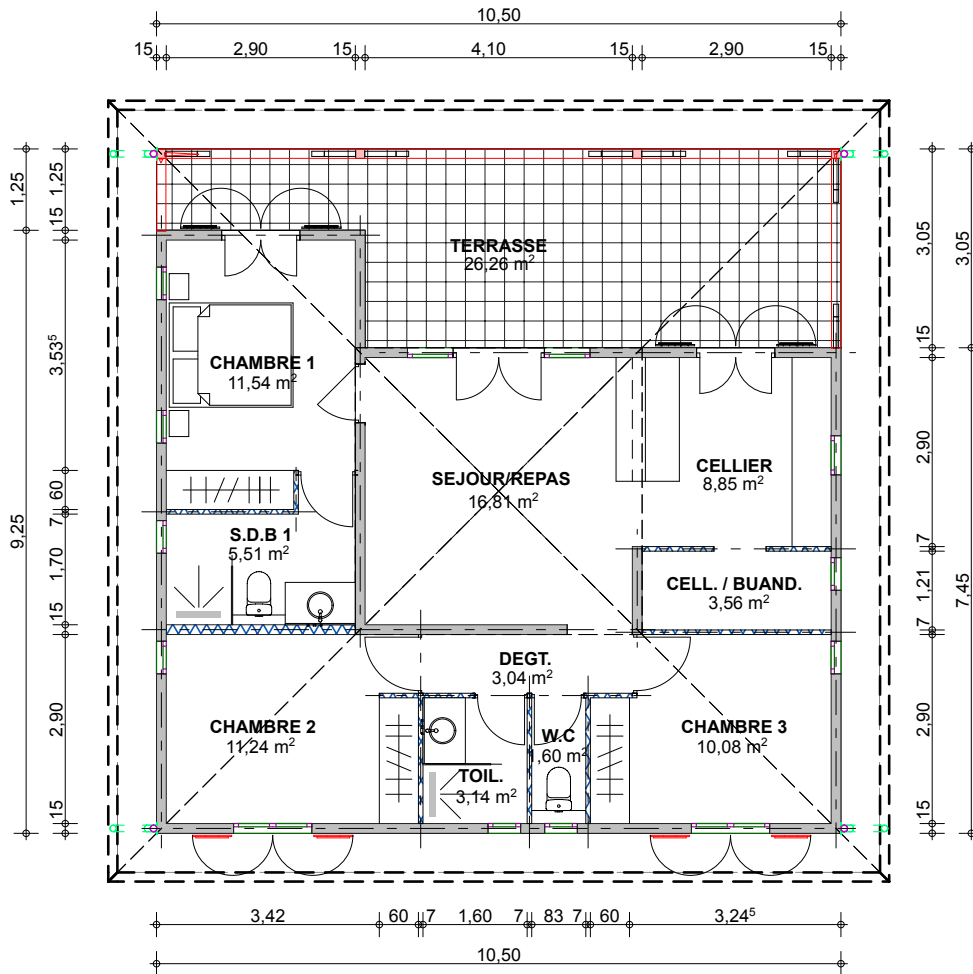 10,50
15 2,90 15 4,10 15 2,90 15
1,25
1,25
15
3,53⁵
60
7
1,70
15
2,90
15
9,25
TERRASSE
26,26 m²
CHAMBRE 1
11,54 m²
SEJOUR/REPAS
16,81 m²
CELLIER
8,85 m²
S.D.B 1
5,51 m²
CELL. / BUAND.
3,56 m²
DEGT.
3,04 m²
CHAMBRE 2
11,24 m²
W.C
1,60 m²
CHAMBRE 3
10,08 m²
TOIL.
3,14 m²
3,05
15
2,90
7
1,21
7
2,90
15
3,05
7,45
3,42 60 7 1,60 7 83 7 60 3,24⁵
10,50